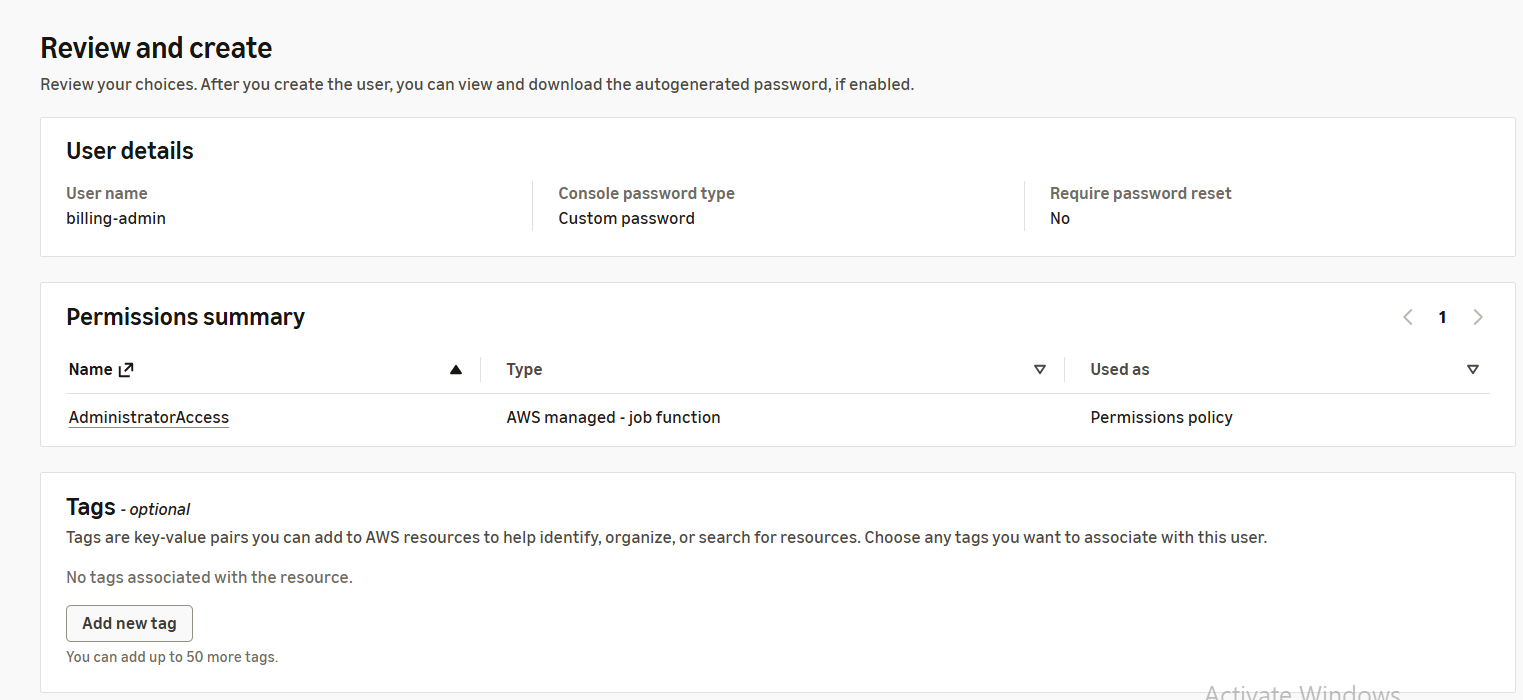 Review and create
Review your choices. After you create the user, you can view and download the autogenerated password, if enabled.
User details
User name
billing-admin
Console password type
Custom password
Require password reset
No
Permissions summary
1
Name Type Used as
AdministratorAccess AWS managed - job function Permissions policy
Tags - optional
Tags are key-value pairs you can add to AWS resources to help identify, organize, or search for resources. Choose any tags you want to associate with this user.
No tags associated with the resource.
Add new tag
You can add up to 50 more tags.
Activate Windows